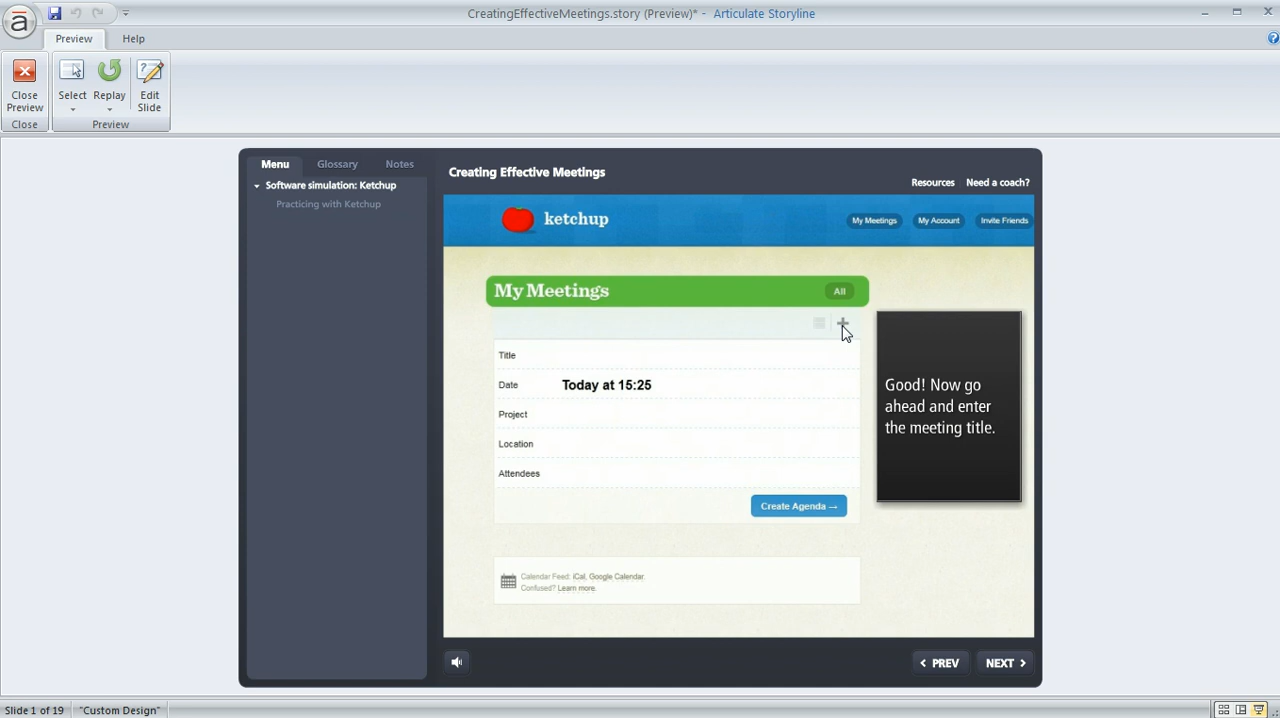 CreatingEffectiveMeetings.story (Preview)* - Articulate Storyline
Preview
Help
Close Preview
Select
Replay
Edit Slide
Close
Preview
Menu
Glossary
Notes
Software simulation: Ketchup
Practicing with Ketchup
Creating Effective Meetings
Resources
Need a coach?
ketchup
My Meetings
My Account
Invite Friends
My Meetings
All
Title
Date
Today at 15:25
Project
Location
Attendees
Create Agenda →
Good! Now go
ahead and enter
the meeting title.
Calendar Feed: iCal, Google Calendar.
Confused? Learn more.
PREV
NEXT
Slide 1 of 19
"Custom Design"